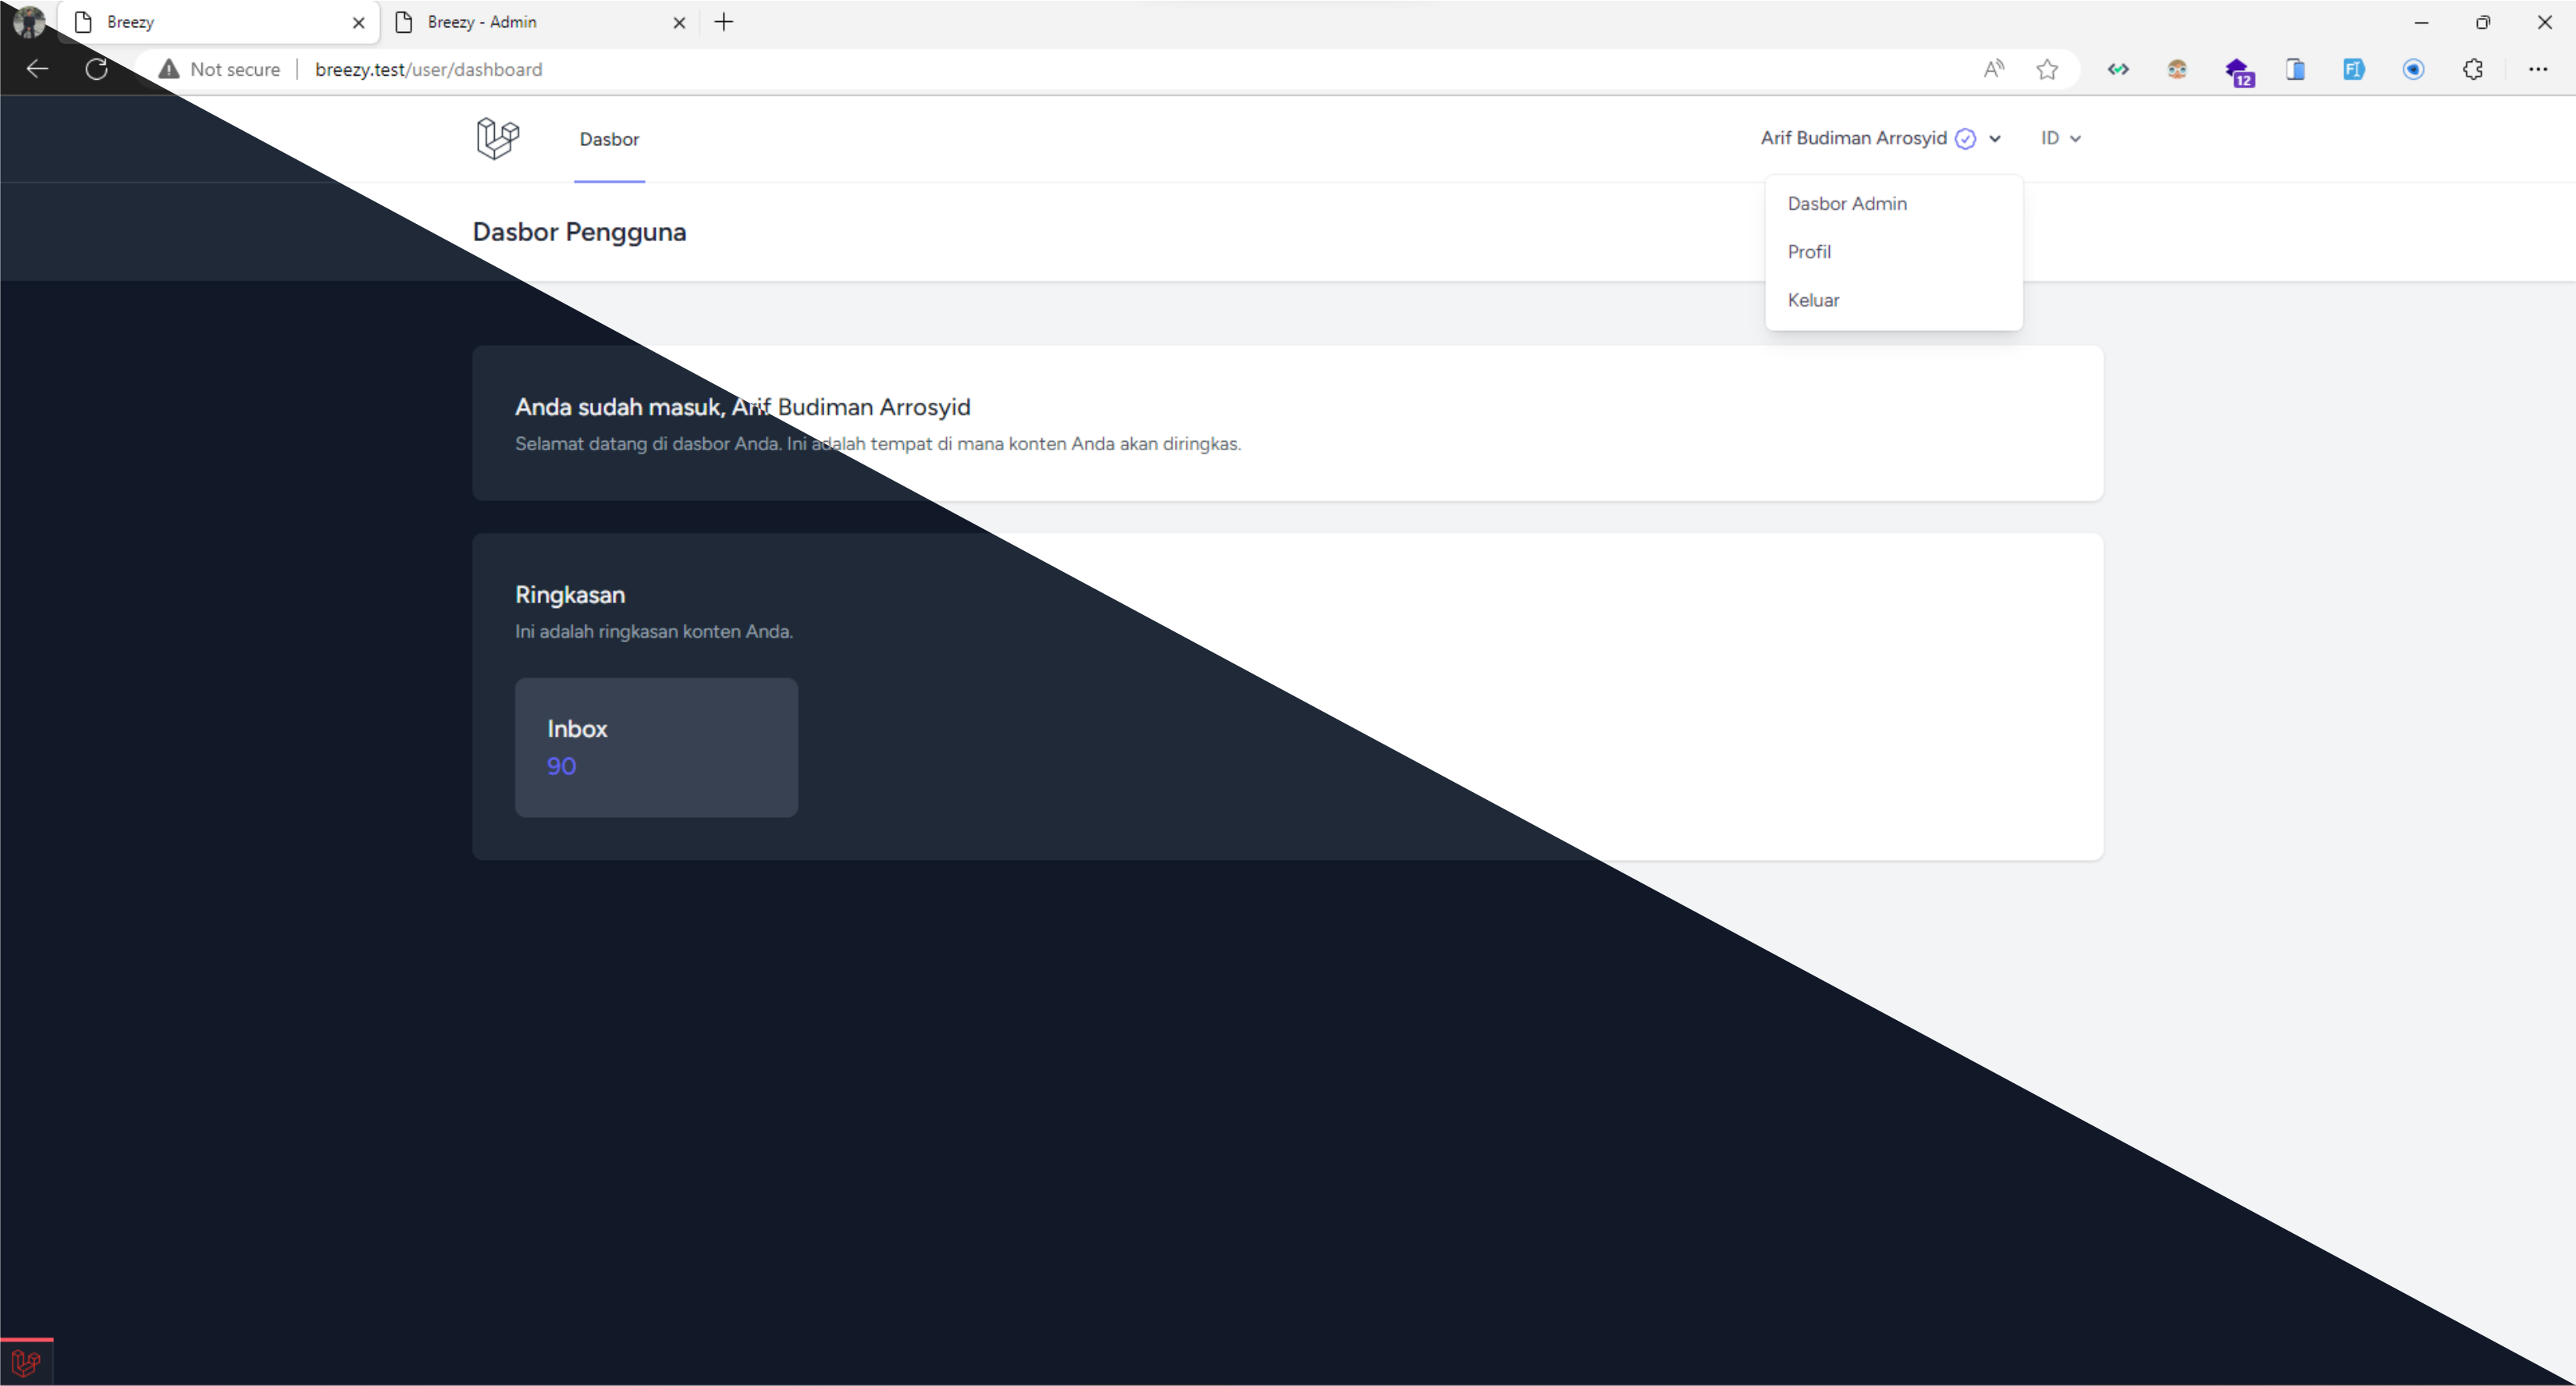 Breezy
Breezy - Admin
Not secure
breezy.test/user/dashboard
12
FI
Dasbor
Arif Budiman Arrosyid
ID
Dasbor Admin
Profil
Keluar
Dasbor Pengguna
Anda sudah masuk, Arif Budiman Arrosyid
Selamat datang di dasbor Anda. Ini adalah tempat di mana konten Anda akan diringkas.
Ringkasan
Ini adalah ringkasan konten Anda.
Inbox
90